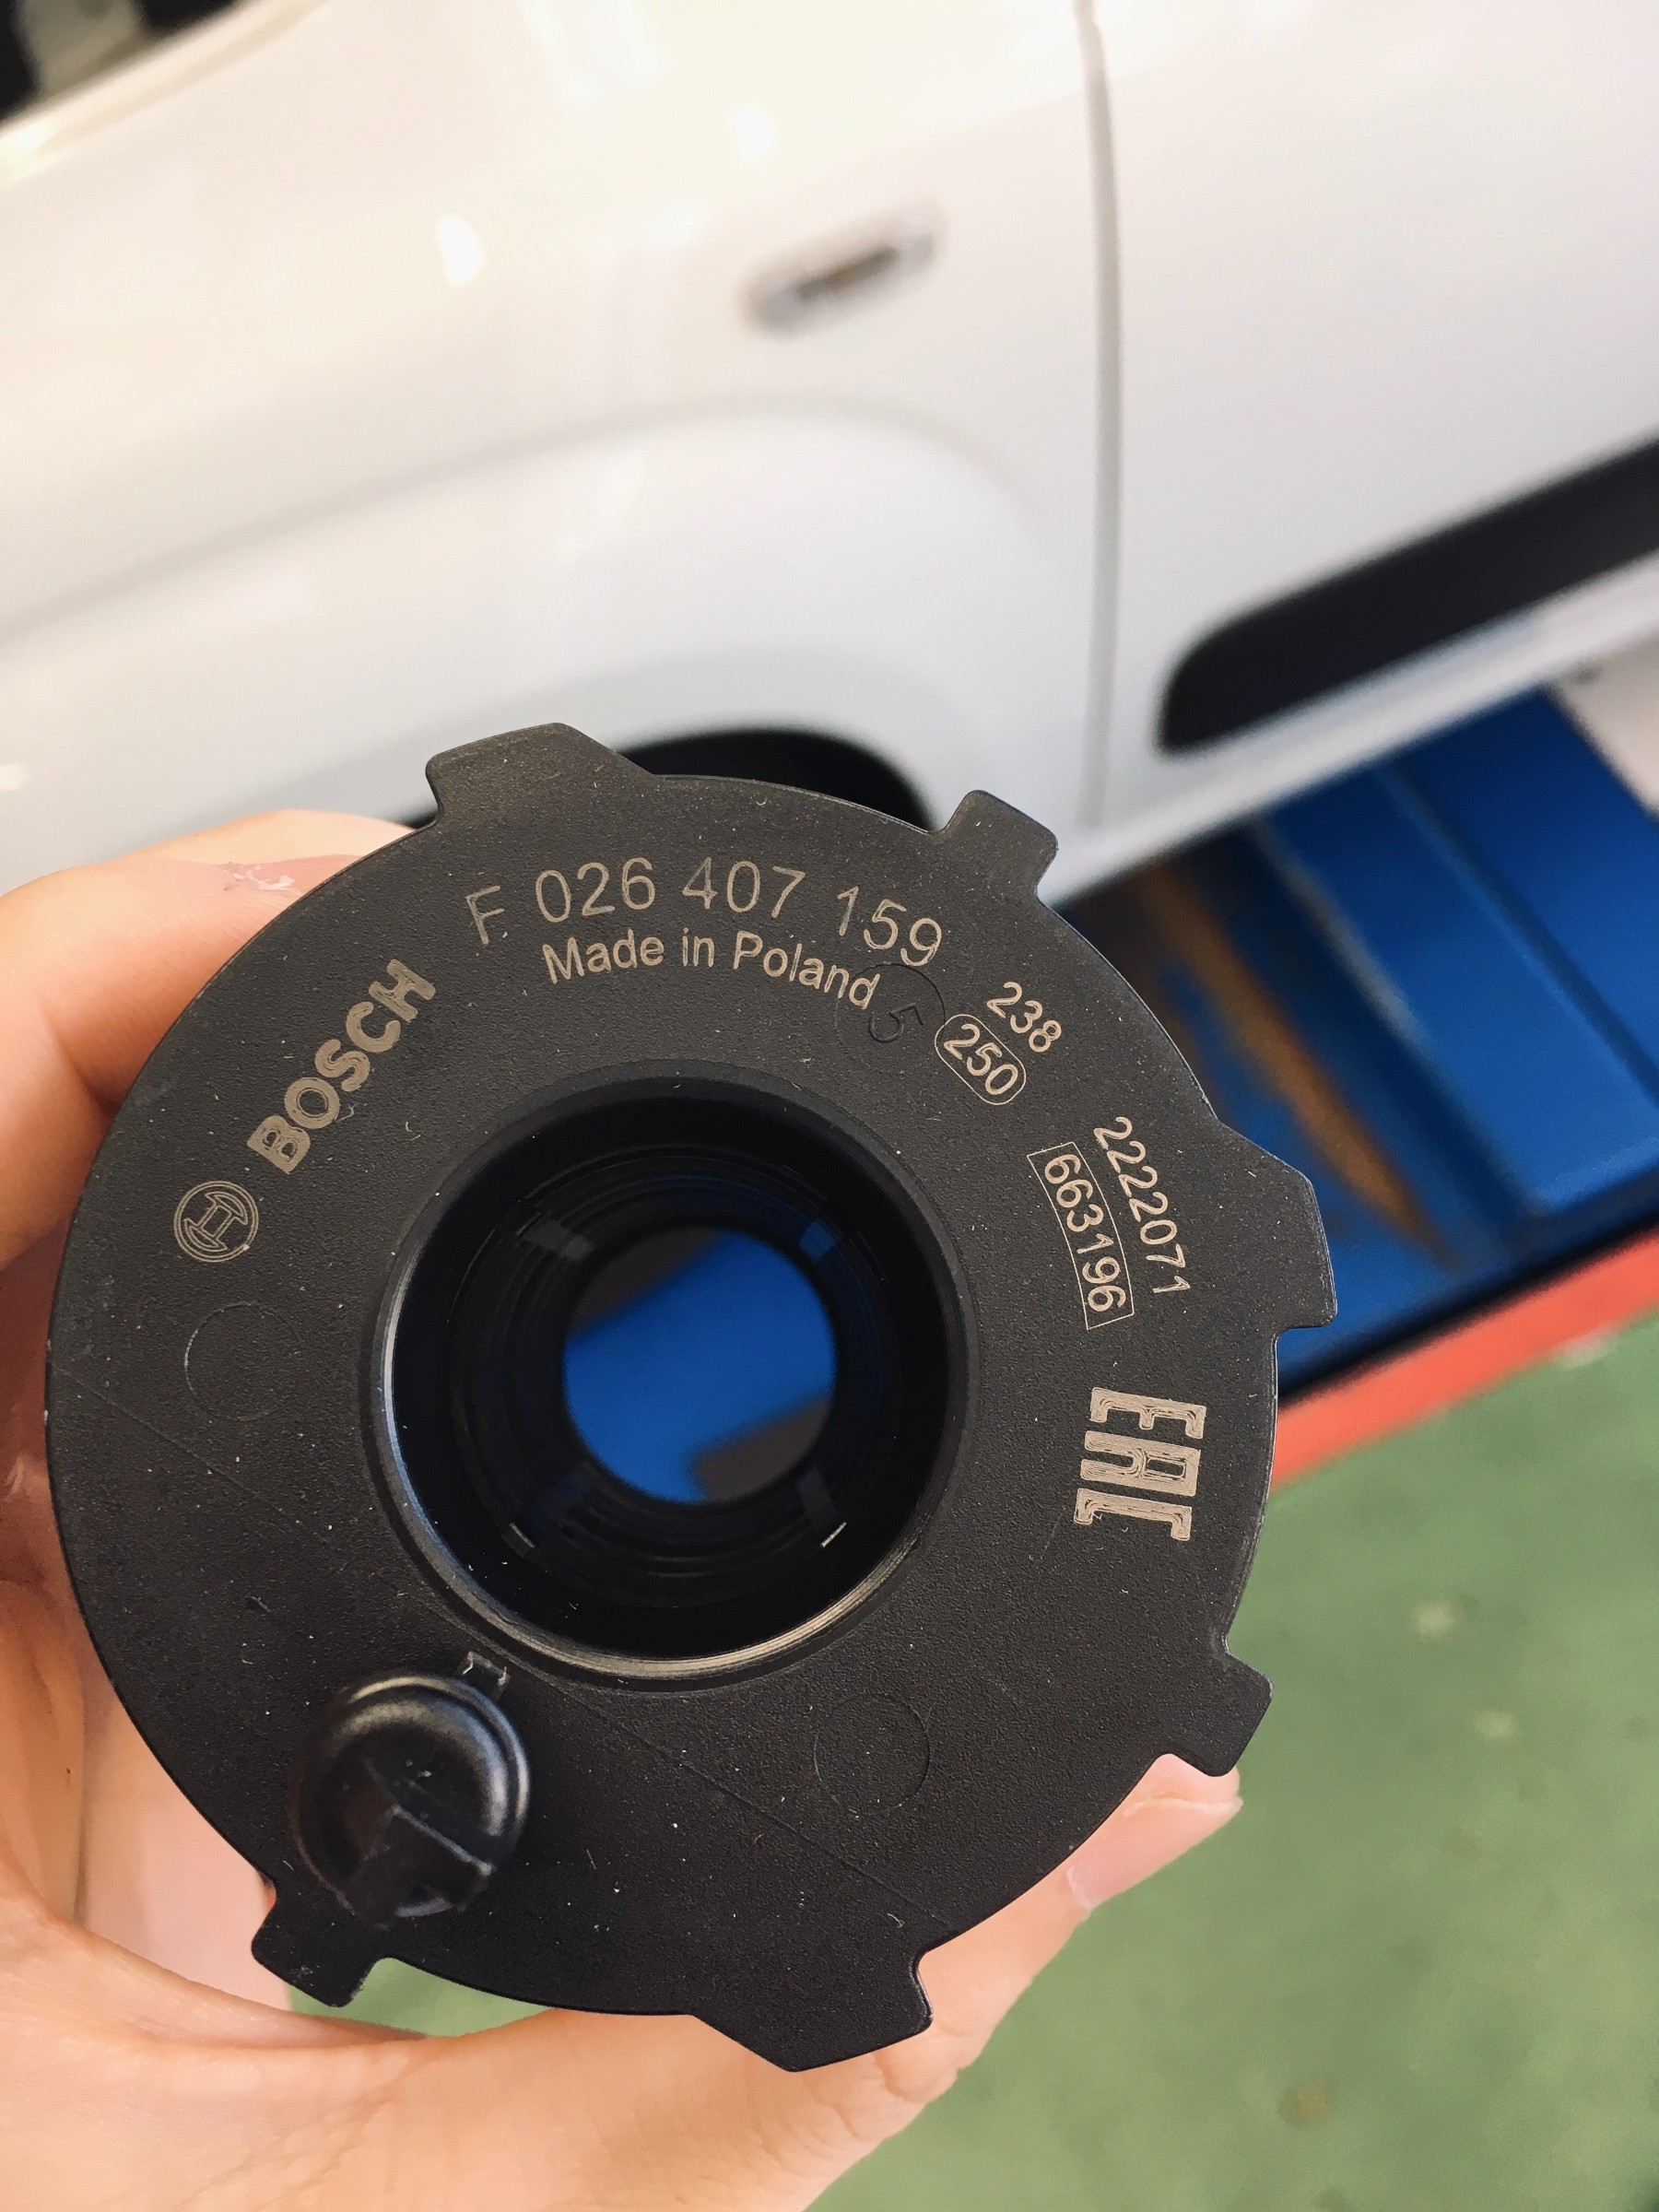 BOSCH
F 026 407 159
Made in Poland
5
238
250
2222071
663196
EAC